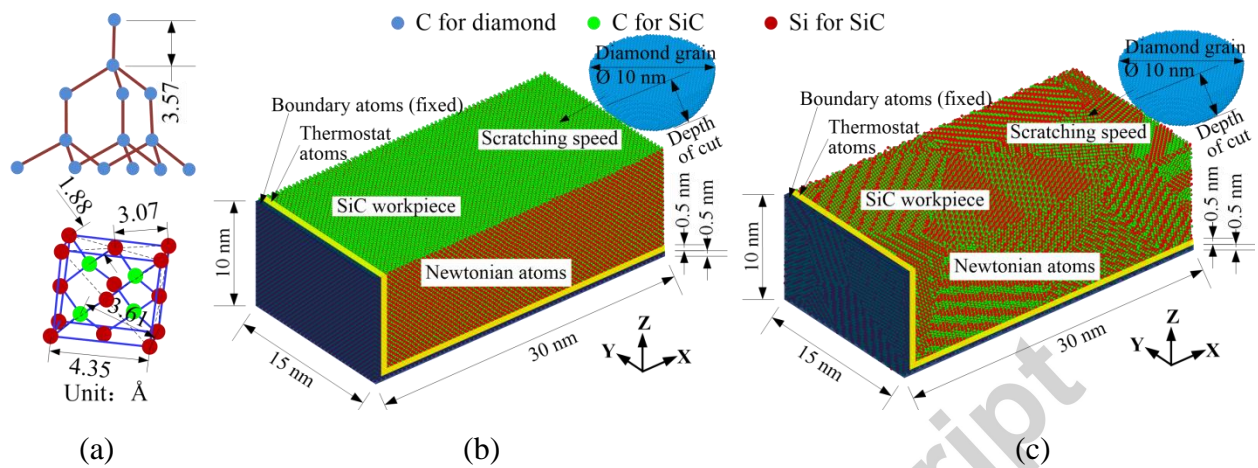 C for diamond
C for SiC
Si for SiC
3.57
1.88
3.07
3.61
4.35
Unit: Å
(a)
Diamond grain
Ø 10 nm
Boundary atoms (fixed)
Thermostat
atoms
Scratching speed
Depth
of cut
SiC workpiece
0.5 nm
0.5 nm
10 nm
Newtonian atoms
15 nm
30 nm
Z
Y
X
(b)
Diamond grain
Ø 10 nm
Boundary atoms (fixed)
Thermostat
atoms
Scratching speed
Depth
of cut
SiC workpiece
0.5 nm
0.5 nm
10 nm
Newtonian atoms
15 nm
30 nm
Z
Y
X
(c)
ript